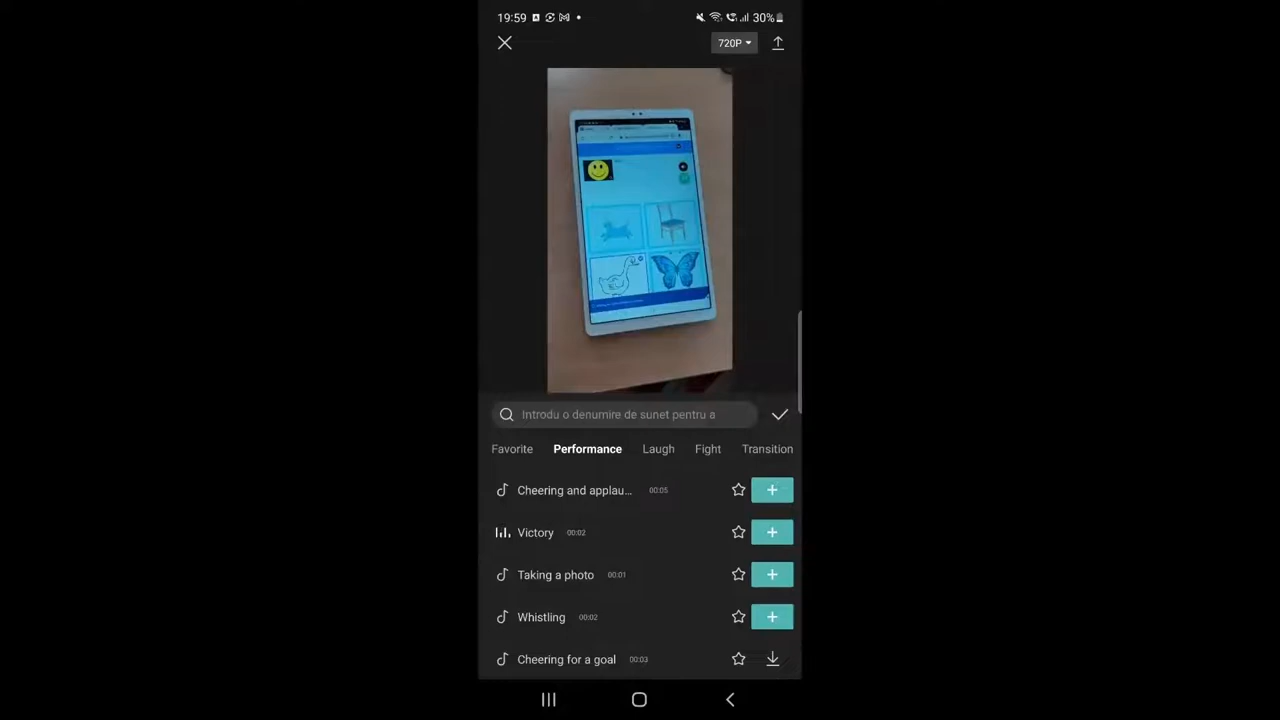 19:59
30%
720P
Introdu o denumire de sunet pentru a
Favorite Performance Laugh Fight Transition
Cheering and applau... 00:05
Victory 00:02
Taking a photo 00:01
Whistling 00:02
Cheering for a goal 00:03